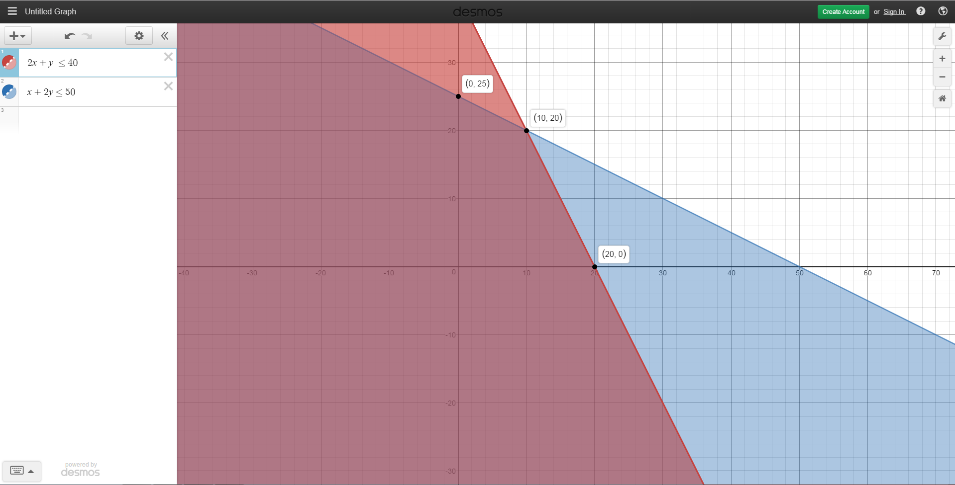 Untitled Graph
desmos
Create Account or Sign In
1
2x + y ≤ 40
2
x + 2y ≤ 50
3
powered by
desmos
(0, 25)
(10, 20)
(20, 0)
30
20
10
-40 -30 -20 -10 0 10 20 30 40 50 60 70
-10
-20
-30